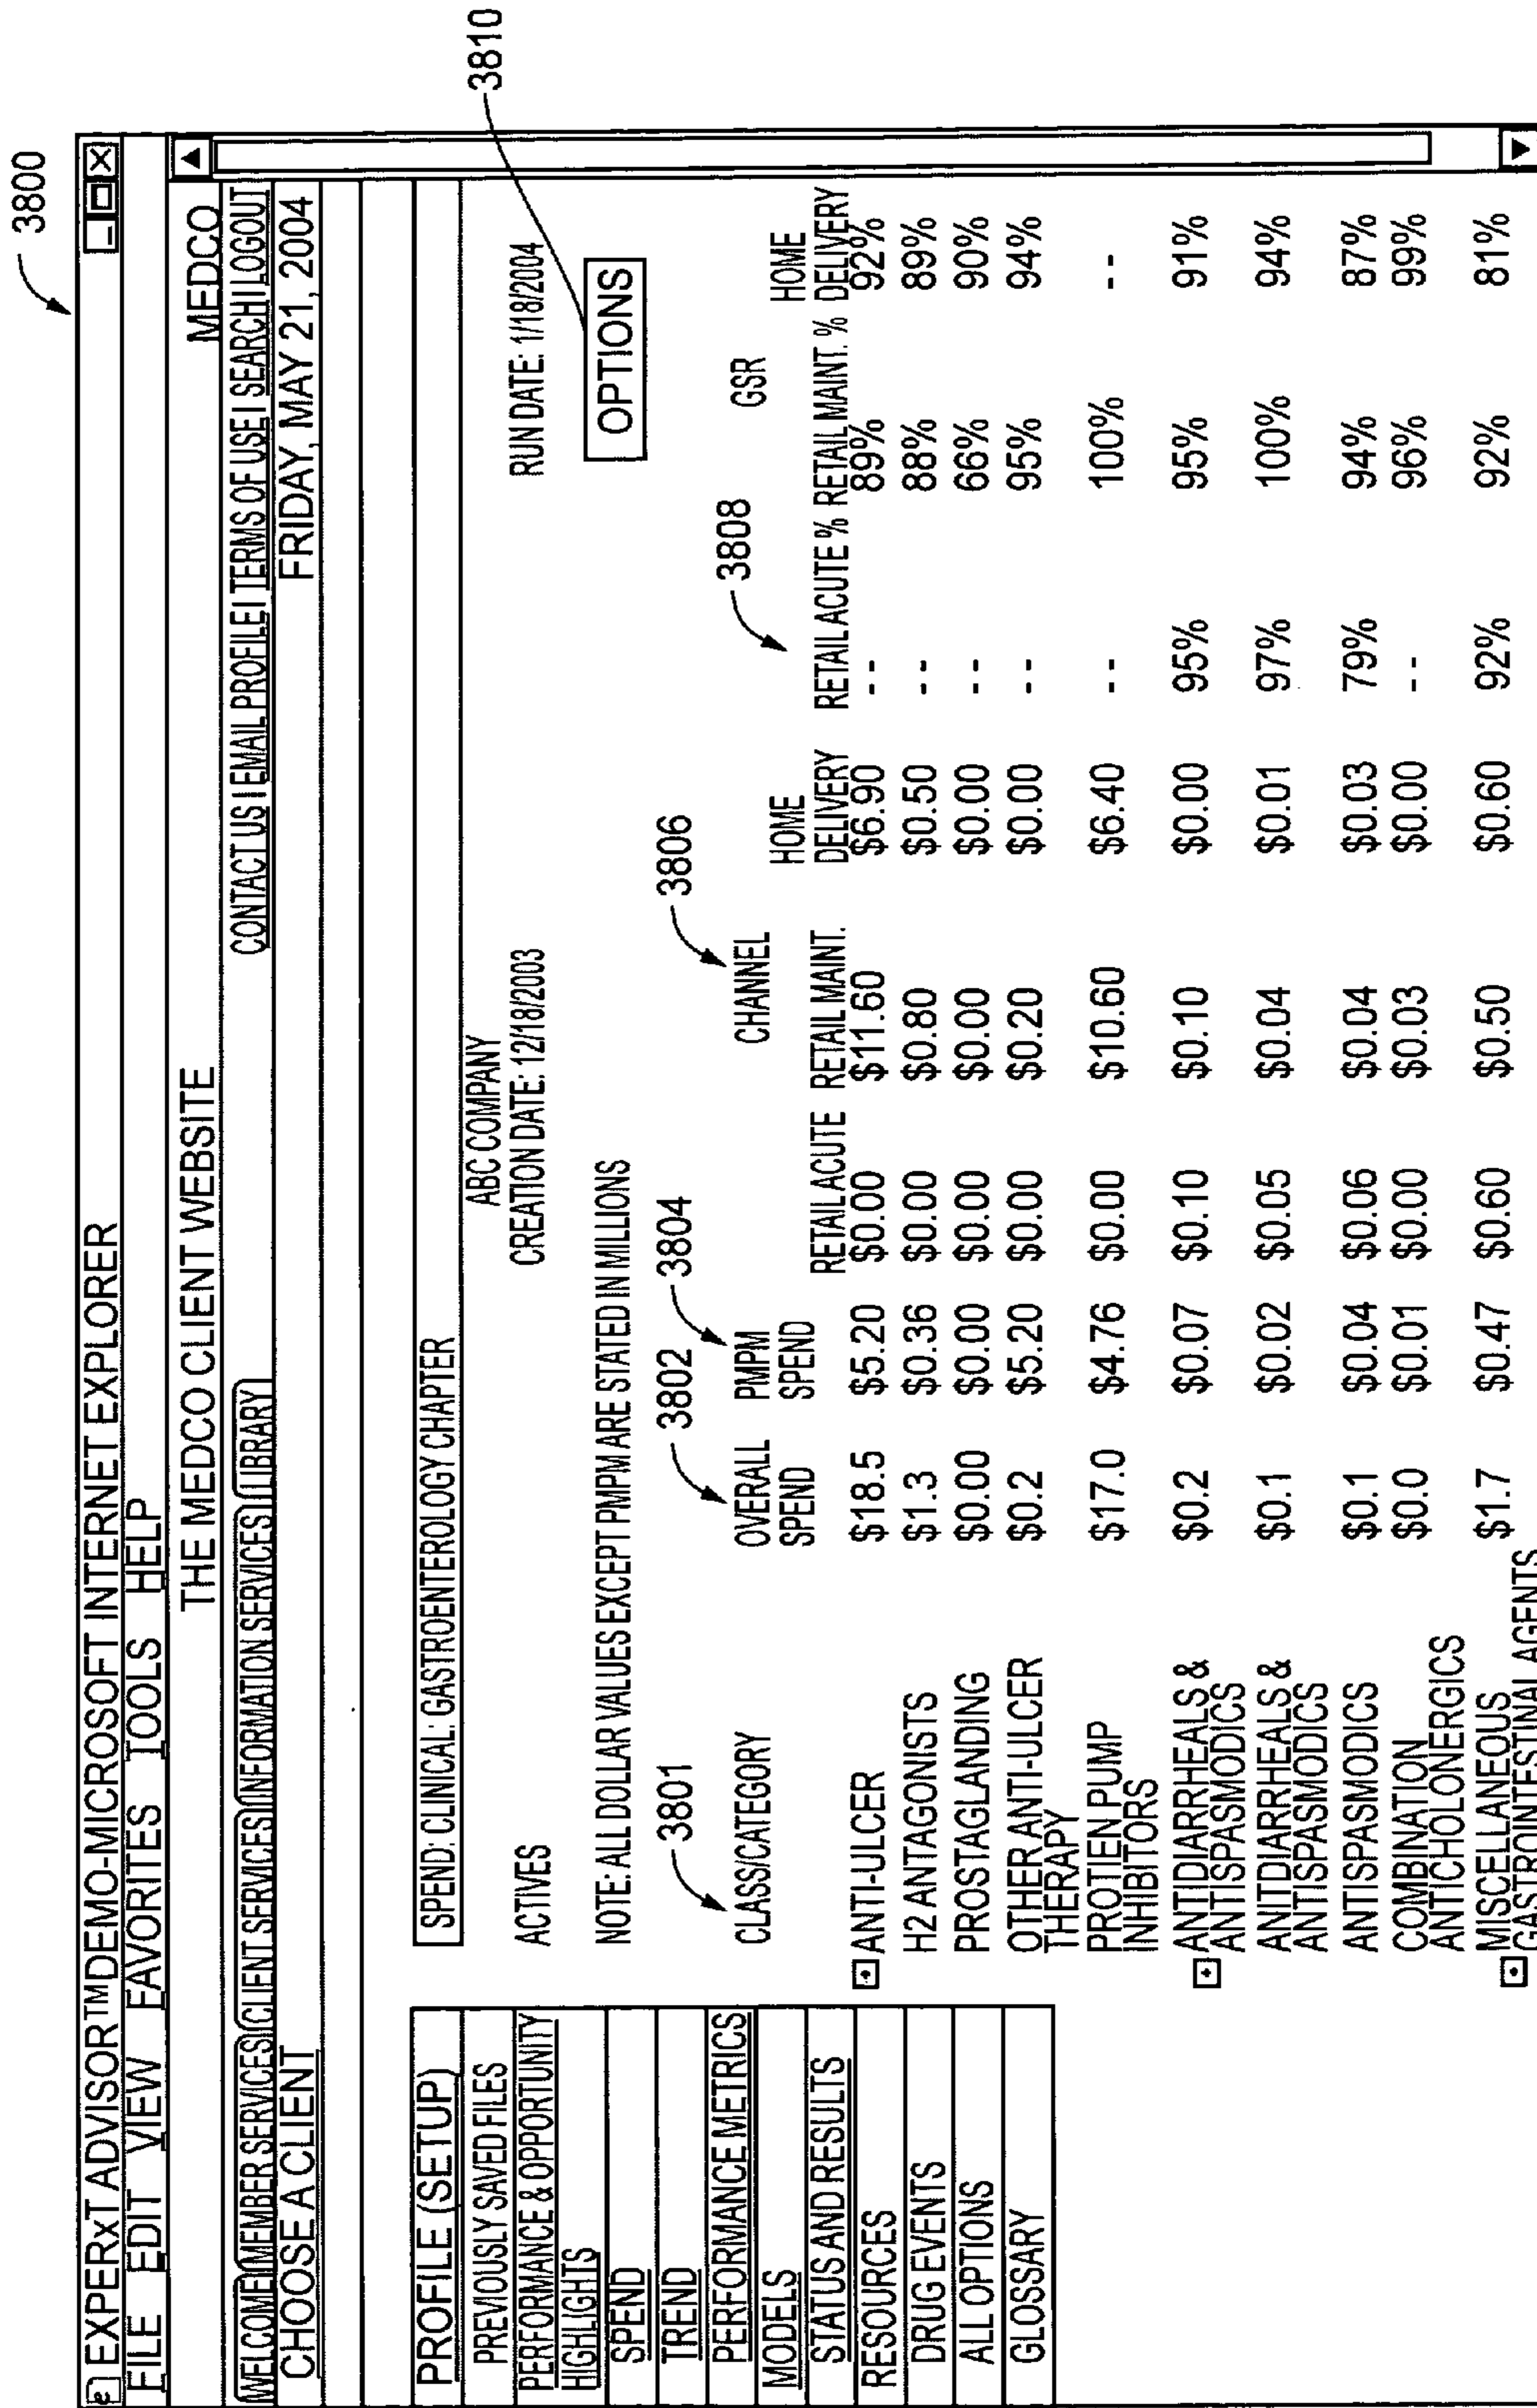 3800
EXPERxT ADVISOR™DEMO-MICROSOFT INTERNET EXPLORER
FILE EDIT VIEW FAVORITES TOOLS HELP
THE MEDCO CLIENT WEBSITE MEDCO
WELCOME MEMBER SERVICES CLIENT SERVICES INFORMATION SERVICES LIBRARY CONTACT US | EMAIL PROFILE | TERMS OF USE | SEARCH | LOGOUT
CHOOSE A CLIENT FRIDAY, MAY 21, 2004
PROFILE (SETUP)
PREVIOUSLY SAVED FILES
PERFORMANCE & OPPORTUNITY
HIGHLIGHTS
SPEND
TREND
PERFORMANCE METRICS
MODELS
STATUS AND RESULTS
RESOURCES
DRUG EVENTS
ALL OPTIONS
GLOSSARY
SPEND: CLINICAL: GASTROENTEROLOGY CHAPTER
ABC COMPANY
ACTIVES CREATION DATE: 12/18/2003 RUN DATE: 1/18/2004
3810
NOTE: ALL DOLLAR VALUES EXCEPT PMPM ARE STATED IN MILLIONS OPTIONS
3801 3802 3804 3806 3808
CLASS/CATEGORY OVERALL PMPM CHANNEL GSR
SPEND SPEND HOME HOME
RETAIL ACUTE RETAIL MAINT. DELIVERY RETAIL ACUTE % RETAIL MAINT. % DELIVERY
ANTI-ULCER $18.5 $5.20 $0.00 $11.60 $6.90 -- 89% 92%
H2 ANTAGONISTS $1.3 $0.36 $0.00 $0.80 $0.50 -- 88% 89%
PROSTAGLANDING $0.00 $0.00 $0.00 $0.00 $0.00 -- 66% 90%
OTHER ANTI-ULCER $0.2 $5.20 $0.00 $0.20 $0.00 -- 95% 94%
THERAPY
PROTIEN PUMP $17.0 $4.76 $0.00 $10.60 $6.40 -- 100% --
INHIBITORS
ANTIDIARRHEALS & $0.2 $0.07 $0.10 $0.10 $0.00 95% 95% 91%
ANTISPASMODICS
ANITDIARRHEALS & $0.1 $0.02 $0.05 $0.04 $0.01 97% 100% 94%
ANTISPASMODICS
ANTISPASMODICS $0.1 $0.04 $0.06 $0.04 $0.03 79% 94% 87%
COMBINATION $0.0 $0.01 $0.00 $0.03 $0.00 -- 96% 99%
ANTICHOLONERGICS
MISCELLANEOUS $1.7 $0.47 $0.60 $0.50 $0.60 92% 92% 81%
GASTROINTESTINAL AGENTS